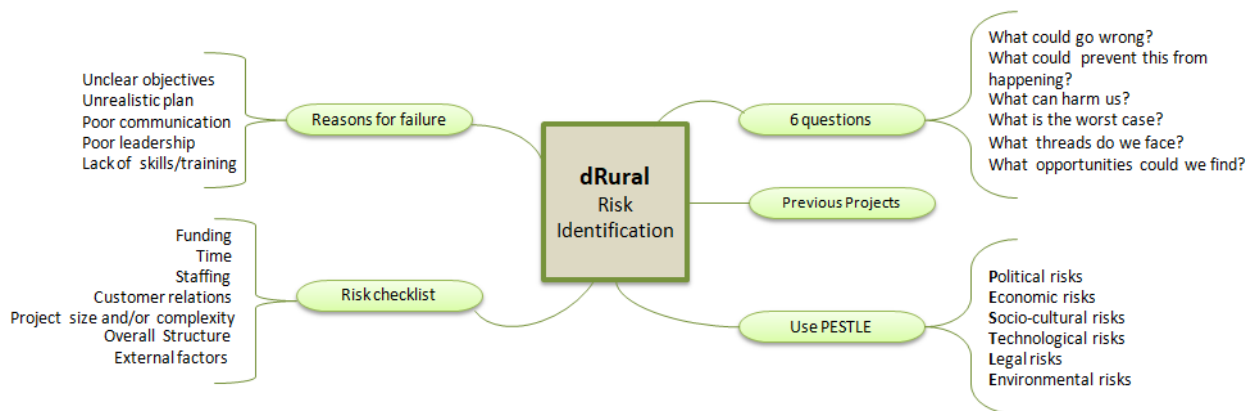 dRural
Risk
Identification
Reasons for failure
Unclear objectives
Unrealistic plan
Poor communication
Poor leadership
Lack of skills/training
Risk checklist
Funding
Time
Staffing
Customer relations
Project size and/or complexity
Overall Structure
External factors
6 questions
What could go wrong?
What could prevent this from
happening?
What can harm us?
What is the worst case?
What threads do we face?
What opportunities could we find?
Previous Projects
Use PESTLE
Political risks
Economic risks
Socio-cultural risks
Technological risks
Legal risks
Environmental risks